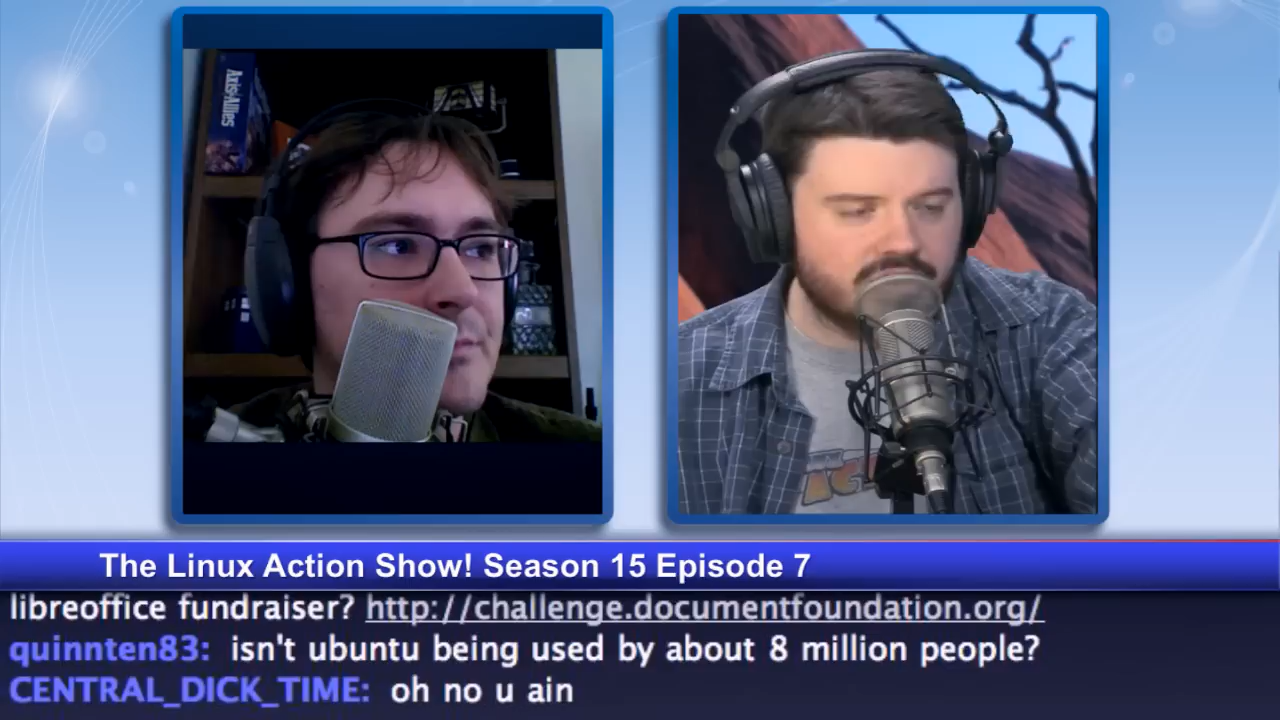 Axis&Allies
The Linux Action Show! Season 15 Episode 7
libreoffice fundraiser? http://challenge.documentfoundation.org/
quinnten83: isn't ubuntu being used by about 8 million people?
CENTRAL_DICK_TIME: oh no u ain